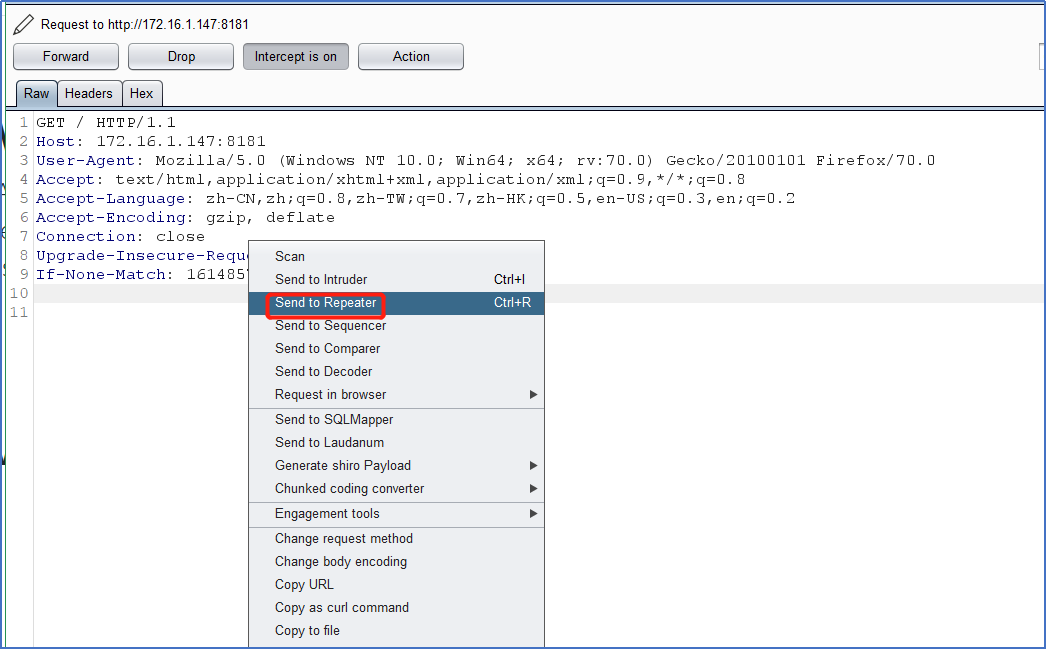 Request to http://172.16.1.147:8181
Forward
Drop
Intercept is on
Action
Raw
Headers
Hex
1 GET / HTTP/1.1
2 Host: 172.16.1.147:8181
3 User-Agent: Mozilla/5.0 (Windows NT 10.0; Win64; x64; rv:70.0) Gecko/20100101 Firefox/70.0
4 Accept: text/html,application/xhtml+xml,application/xml;q=0.9,*/*;q=0.8
5 Accept-Language: zh-CN,zh;q=0.8,zh-TW;q=0.7,zh-HK;q=0.5,en-US;q=0.3,en;q=0.2
6 Accept-Encoding: gzip, deflate
7 Connection: close
8 Upgrade-Insecure-Requ
9 If-None-Match: 161485
10
11
Scan
Send to Intruder Ctrl+I
Send to Repeater Ctrl+R
Send to Sequencer
Send to Comparer
Send to Decoder
Request in browser
Send to SQLMapper
Send to Laudanum
Generate shiro Payload
Chunked coding converter
Engagement tools
Change request method
Change body encoding
Copy URL
Copy as curl command
Copy to file